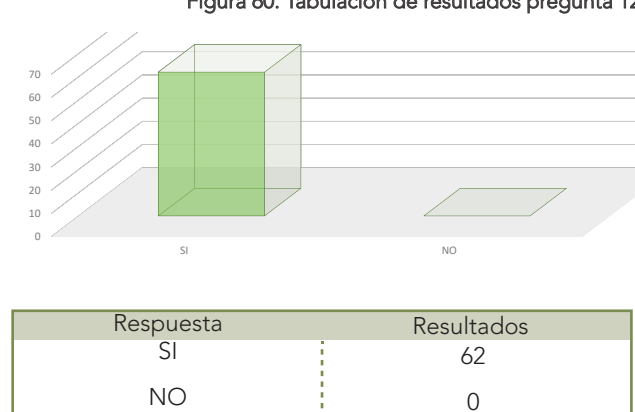 Figura 60. Tabulación de resultados pregunta 12
70
60
50
40
30
20
10
0
SI NO
Respuesta Resultados
SI 62
NO 0